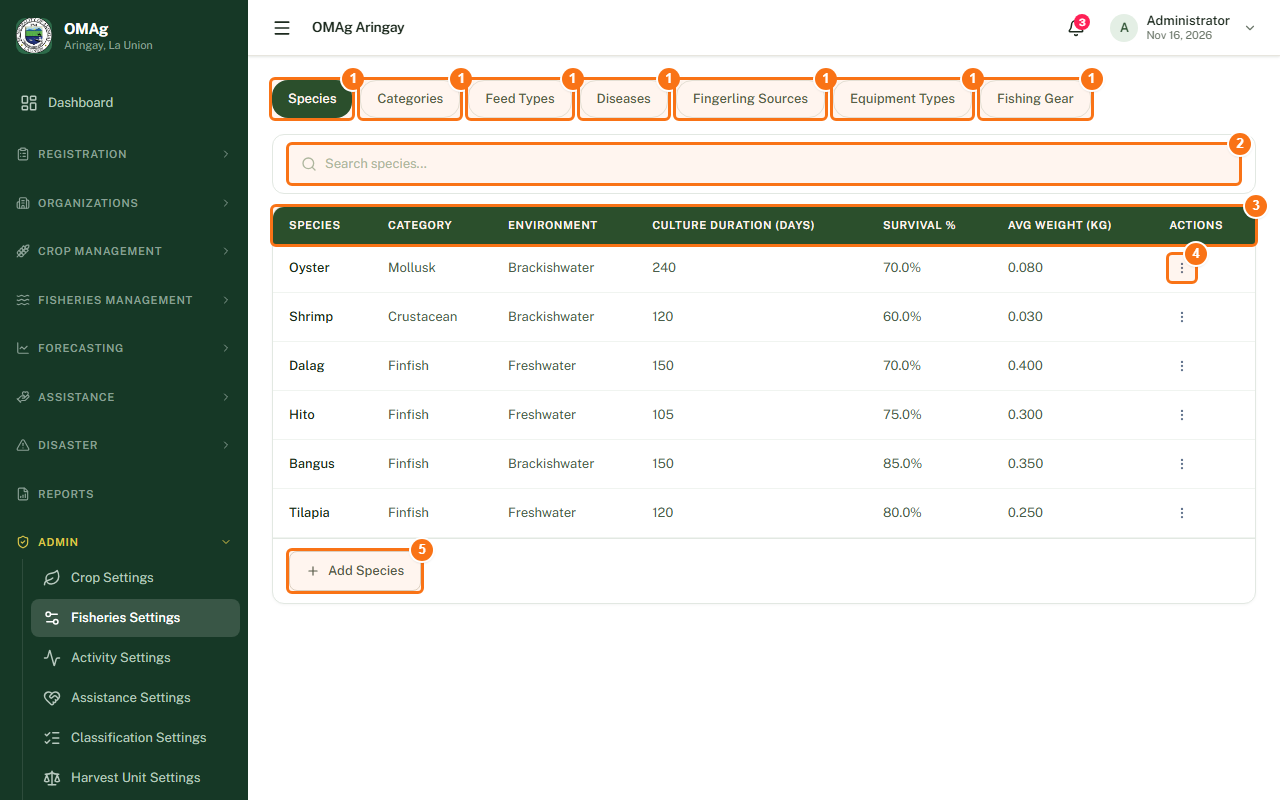 OMAg
Aringay, La Union
Dashboard
REGISTRATION
ORGANIZATIONS
CROP MANAGEMENT
FISHERIES MANAGEMENT
FORECASTING
ASSISTANCE
DISASTER
REPORTS
ADMIN
Crop Settings
Fisheries Settings
Activity Settings
Assistance Settings
Classification Settings
Harvest Unit Settings
OMAg Aringay
3
A
Administrator
Nov 16, 2026
Species 1 Categories 1 Feed Types 1 Diseases 1 Fingerling Sources 1 Equipment Types 1 Fishing Gear 1
Search species... 2
SPECIES CATEGORY ENVIRONMENT CULTURE DURATION (DAYS) SURVIVAL % AVG WEIGHT (KG) ACTIONS 3
Oyster Mollusk Brackishwater 240 70.0% 0.080 4
Shrimp Crustacean Brackishwater 120 60.0% 0.030
Dalag Finfish Freshwater 150 70.0% 0.400
Hito Finfish Freshwater 105 75.0% 0.300
Bangus Finfish Brackishwater 150 85.0% 0.350
Tilapia Finfish Freshwater 120 80.0% 0.250
+ Add Species 5